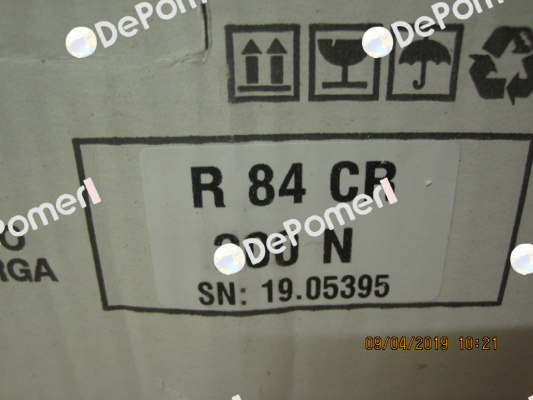 DePomeri
DePomeri
R 84 CR
DePomeri
DePomeri
N
RGA
SN: 19.05395
09/04/2019 10:21